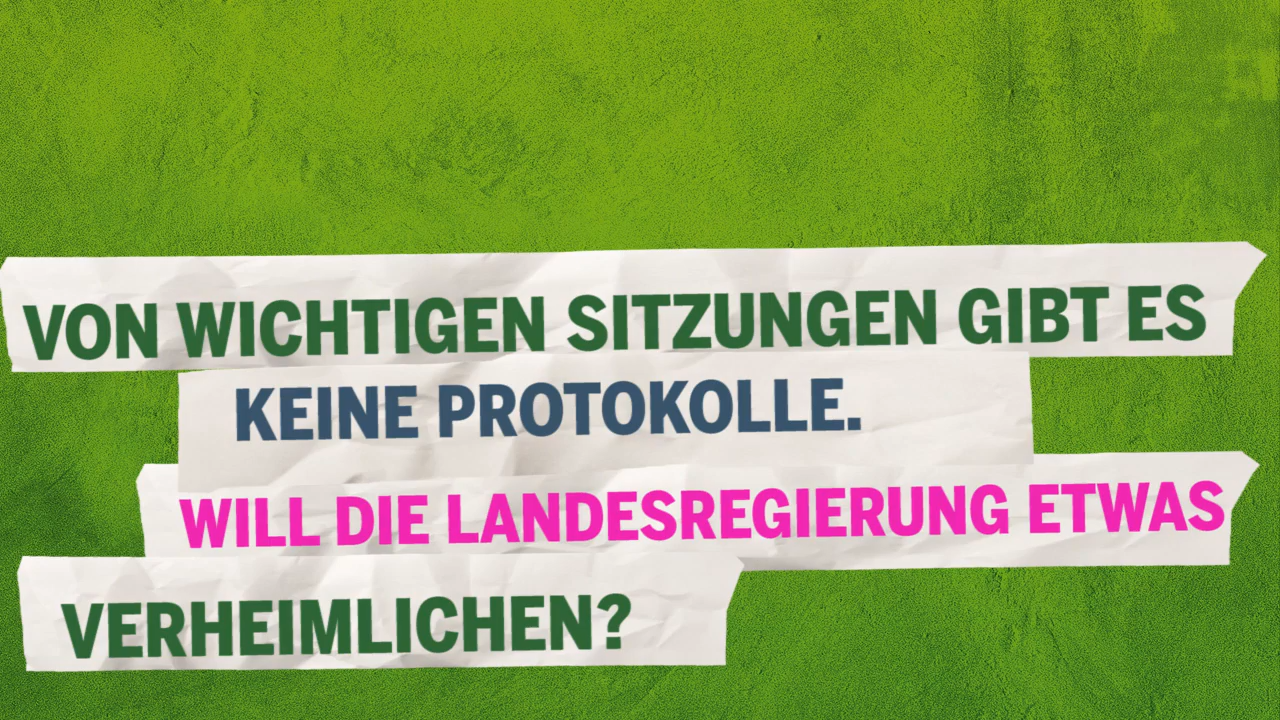 VON WICHTIGEN SITZUNGEN GIBT ES
KEINE PROTOKOLLE.
WILL DIE LANDESREGIERUNG ETWAS
VERHEIMLICHEN?